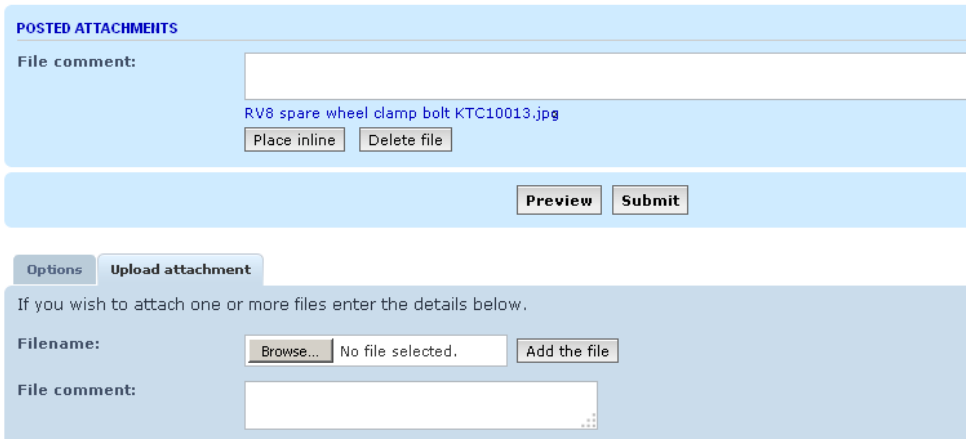 POSTED ATTACHMENTS
File comment:
RV8 spare wheel clamp bolt KTC10013.jpg
Place inline Delete file
Preview Submit
Options Upload attachment
If you wish to attach one or more files enter the details below.
Filename: Browse... No file selected. Add the file
File comment: